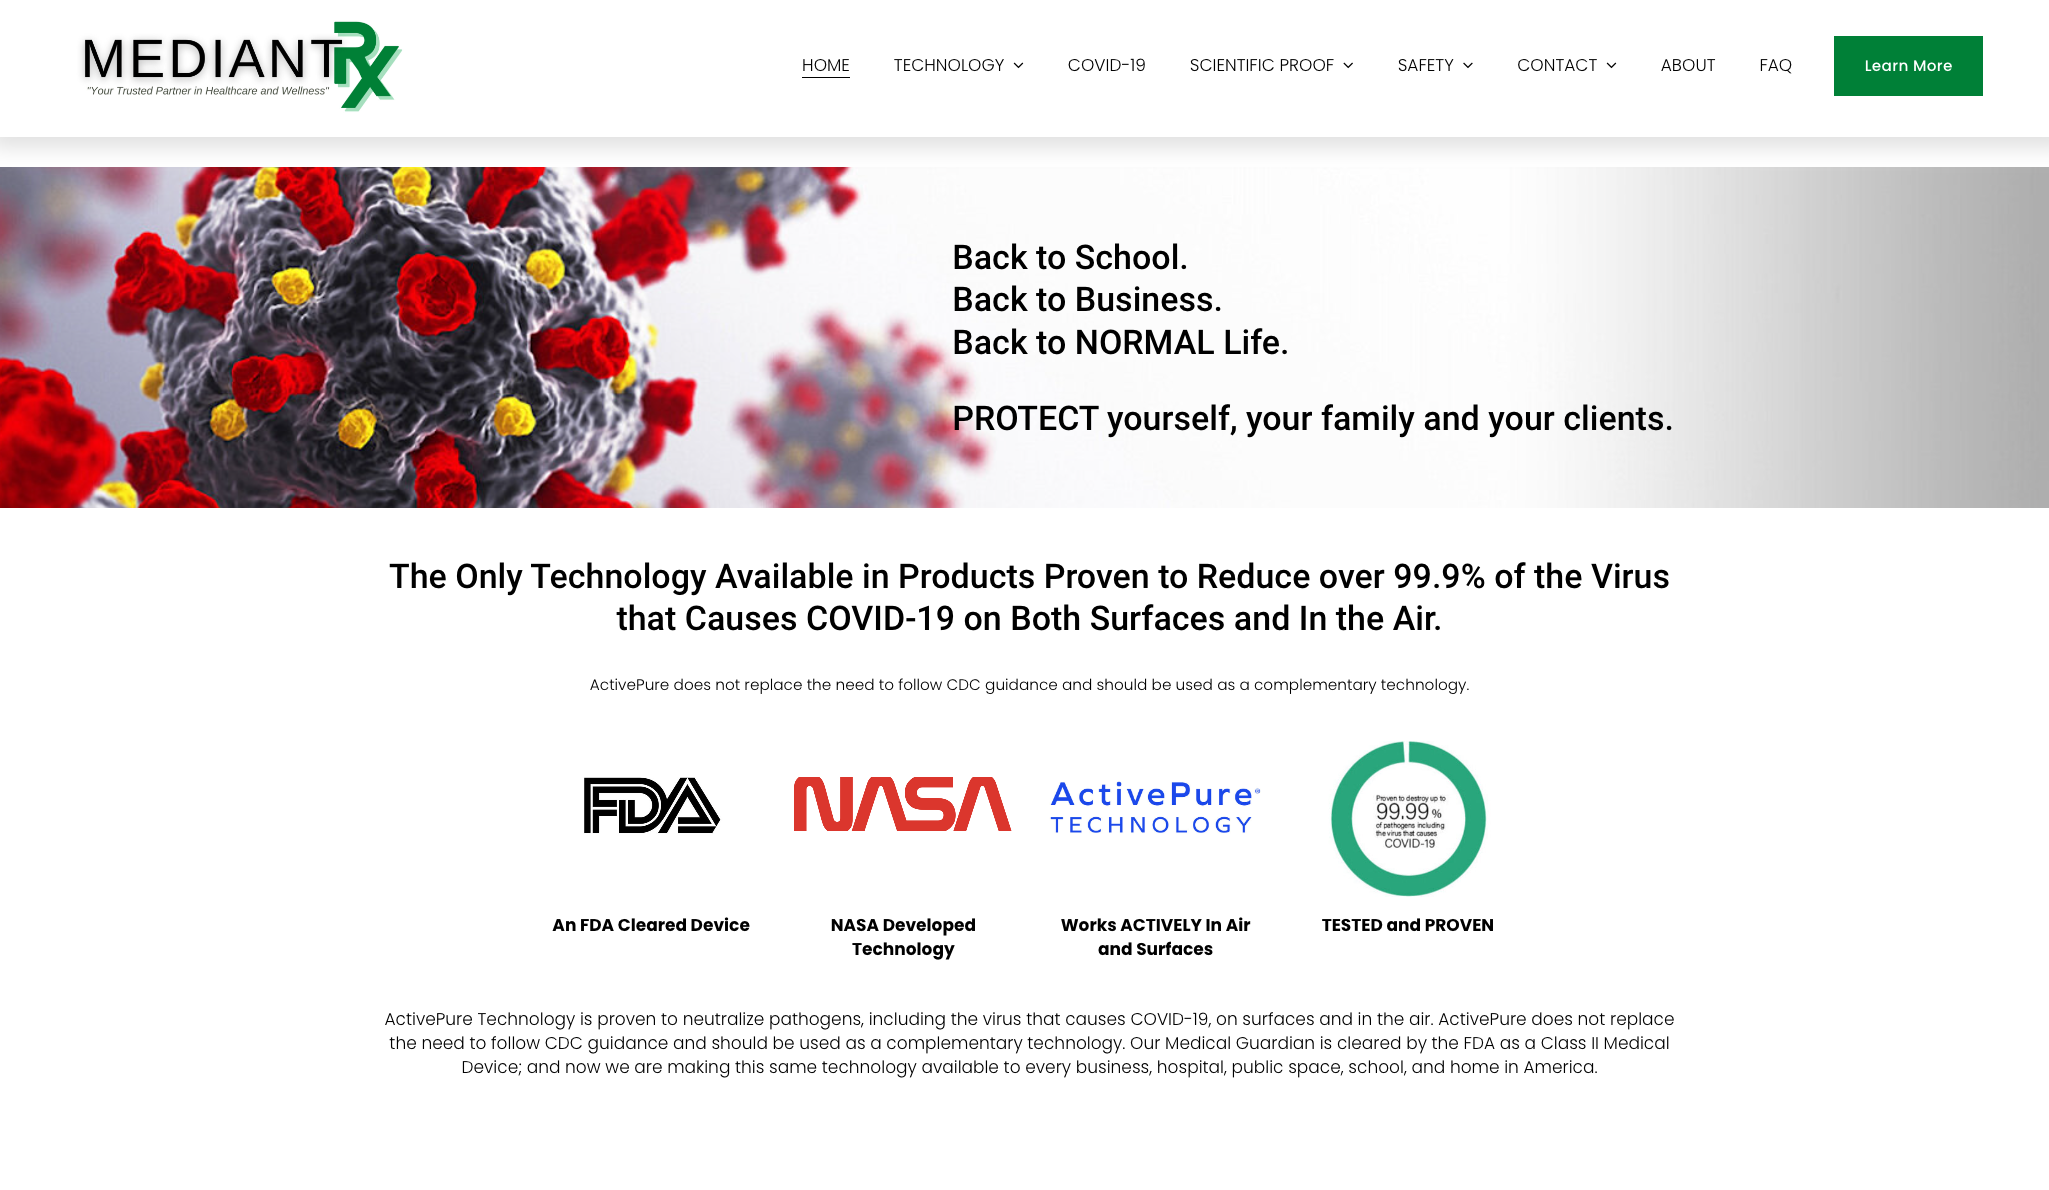 MEDIANT Rx
"Your Trusted Partner in Healthcare and Wellness"
HOME
TECHNOLOGY
COVID-19
SCIENTIFIC PROOF
SAFETY
CONTACT
ABOUT
FAQ
Learn More
Back to School.
Back to Business.
Back to NORMAL Life.
PROTECT yourself, your family and your clients.
The Only Technology Available in Products Proven to Reduce over 99.9% of the Virus
that Causes COVID-19 on Both Surfaces and In the Air.
ActivePure does not replace the need to follow CDC guidance and should be used as a complementary technology.
FDA
An FDA Cleared Device
NASA
NASA Developed
Technology
ActivePure®
TECHNOLOGY
Works ACTIVELY In Air
and Surfaces
Proven to destroy up to
99.99 %
of pathogens including
the virus that causes
COVID-19
TESTED and PROVEN
ActivePure Technology is proven to neutralize pathogens, including the virus that causes COVID-19, on surfaces and in the air. ActivePure does not replace
the need to follow CDC guidance and should be used as a complementary technology. Our Medical Guardian is cleared by the FDA as a Class II Medical
Device; and now we are making this same technology available to every business, hospital, public space, school, and home in America.